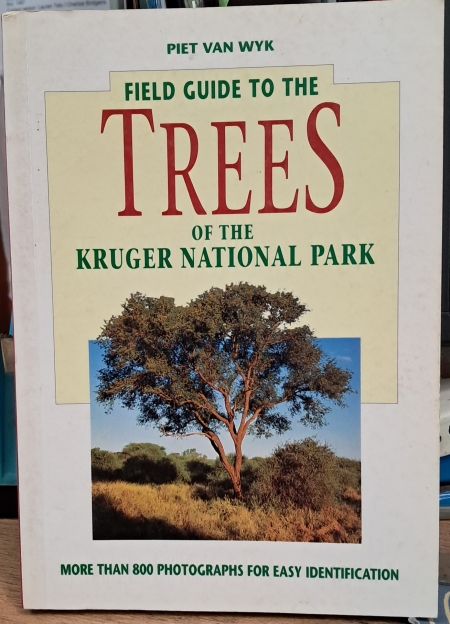 PIET VAN WYK
FIELD GUIDE TO THE
TREES
OF THE
KRUGER NATIONAL PARK
MORE THAN 800 PHOTOGRAPHS FOR EASY IDENTIFICATION